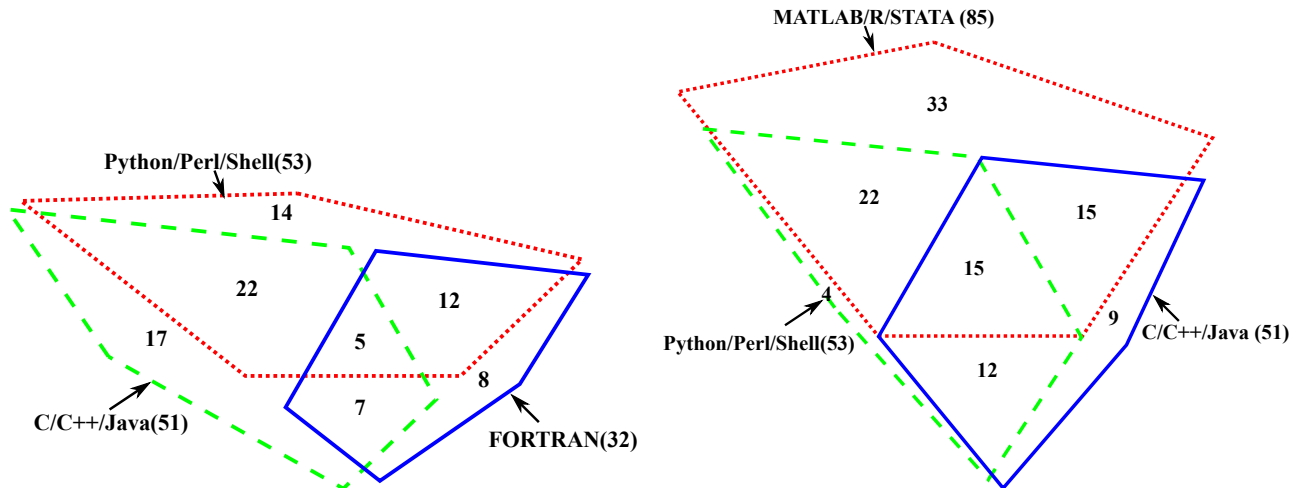 MATLAB/R/STATA (85)
33
Python/Perl/Shell(53)
14
22
12
5
17
7
8
C/C++/Java(51)
FORTRAN(32)
22
15
15
4
9
12
Python/Perl/Shell(53)
C/C++/Java (51)